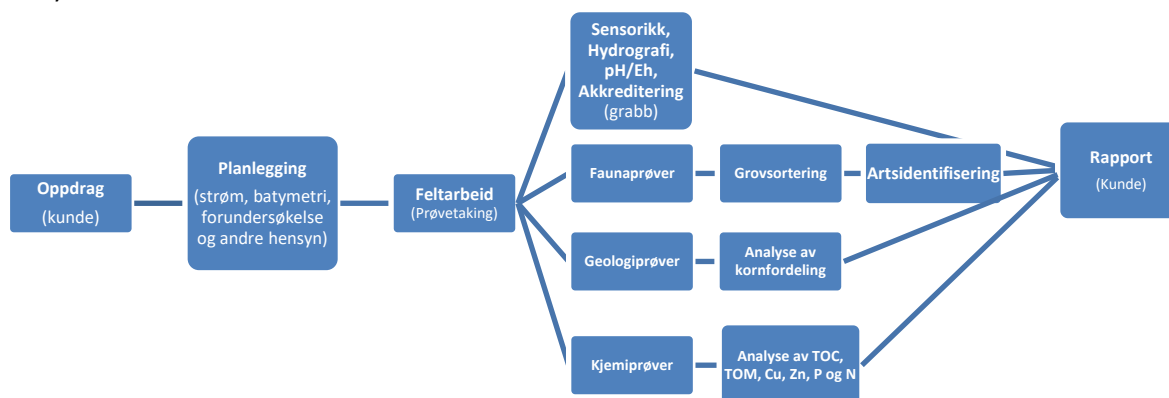 Oppdrag
(kunde)
Planlegging
(strøm, batymetri,
forundersøkelse
og andre hensyn)
Feltarbeid
(Prøvetaking)
Sensorikk,
Hydrografi,
pH/Eh,
Akkreditering
(grabb)
Faunaprøver
Grovsortering
Artsidentifisering
Geologiprøver
Analyse av
kornfordeling
Kjemiprøver
Analyse av TOC,
TOM, Cu, Zn, P og N
Rapport
(Kunde)